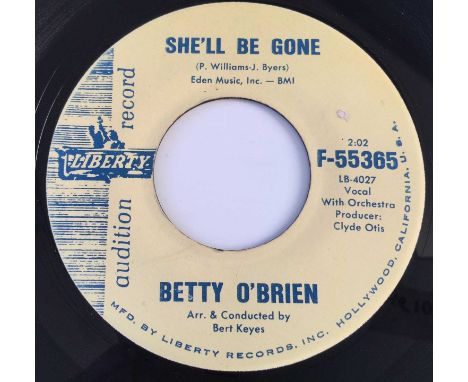 SHE'LL BE GONE
(P. Williams-J. Byers)
Eden Music, Inc. — BMI
audition record
LIBERTY
2:02
F-55365
LB-4027
Vocal
With Orchestra
Producer:
Clyde Otis
BETTY O'BRIEN
Arr. & Conducted by
Bert Keyes
MFD. BY LIBERTY RECORDS, INC. HOLLYWOOD, CALIFORNIA, U. S. A.